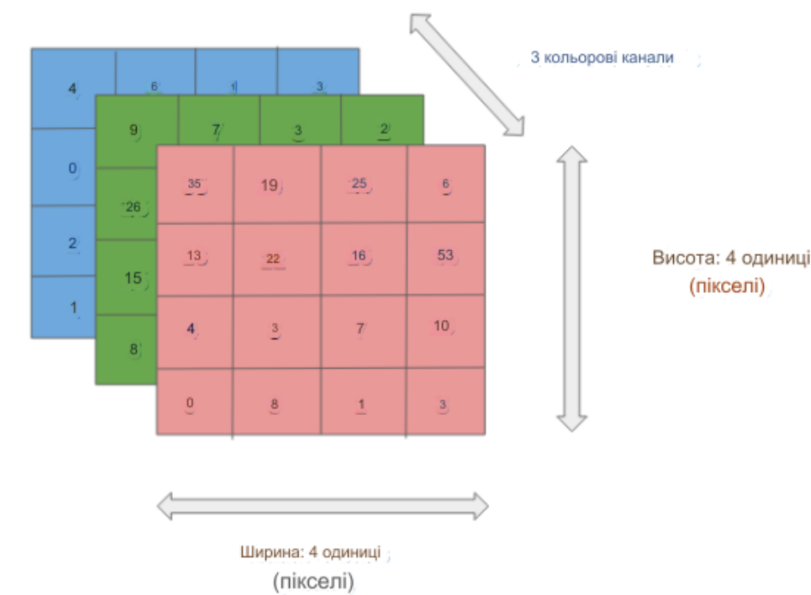 3 кольорові канали
4 6 1 3
9 7 3 2
0
35 19 25 6
26
13 22 16 53
2
15
Висота: 4 одиниці
(пікселі)
1
4 3 7 10
8
0 8 1 3
Ширина: 4 одиниці
(пікселі)